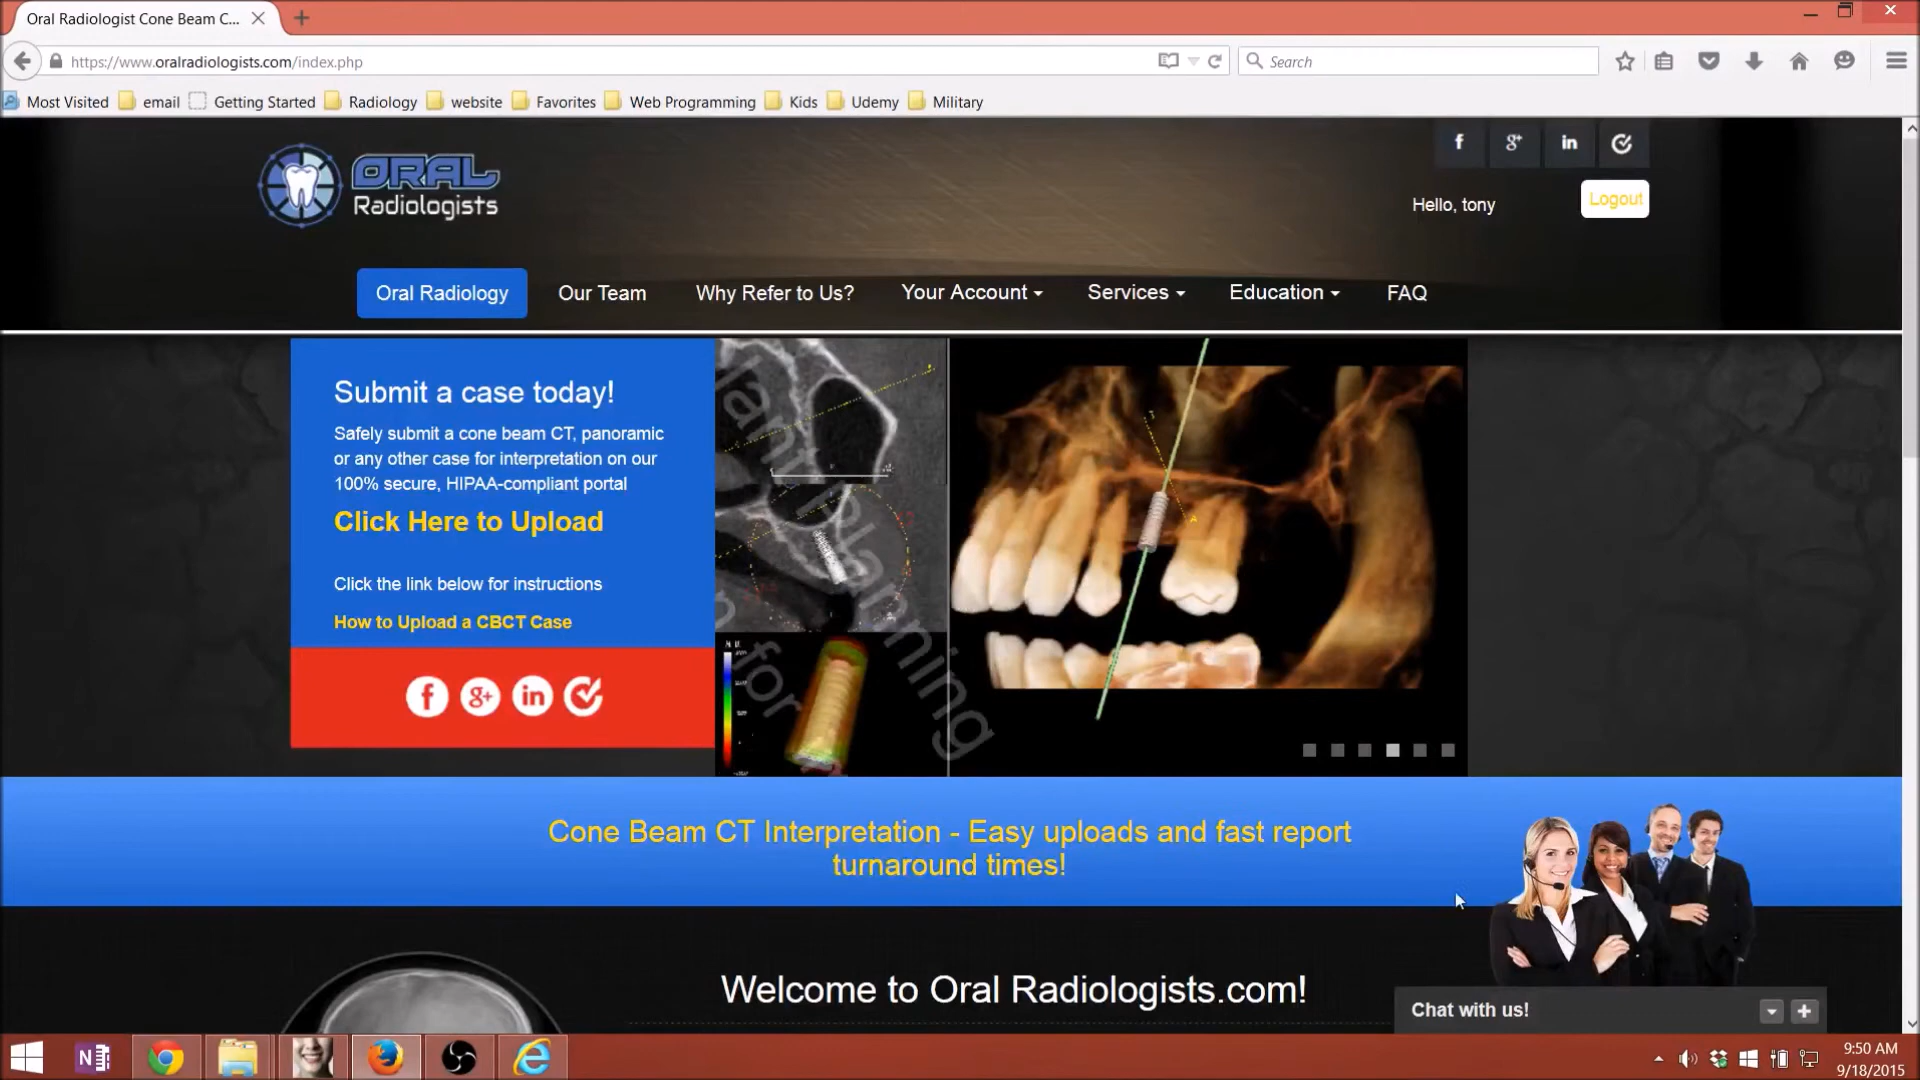 Oral Radiologist Cone Beam C...
https://www.oralradiologists.com/index.php
Search
Most Visited email Getting Started Radiology website Favorites Web Programming Kids Udemy Military
ORAL
Radiologists
Hello, tony
Logout
Oral Radiology Our Team Why Refer to Us? Your Account Services Education FAQ
Submit a case today!
Safely submit a cone beam CT, panoramic
or any other case for interpretation on our
100% secure, HIPAA-compliant portal
Click Here to Upload
Click the link below for instructions
How to Upload a CBCT Case
Cone Beam CT Interpretation - Easy uploads and fast report
turnaround times!
Welcome to Oral Radiologists.com!
Chat with us!
9:50 AM
9/18/2015